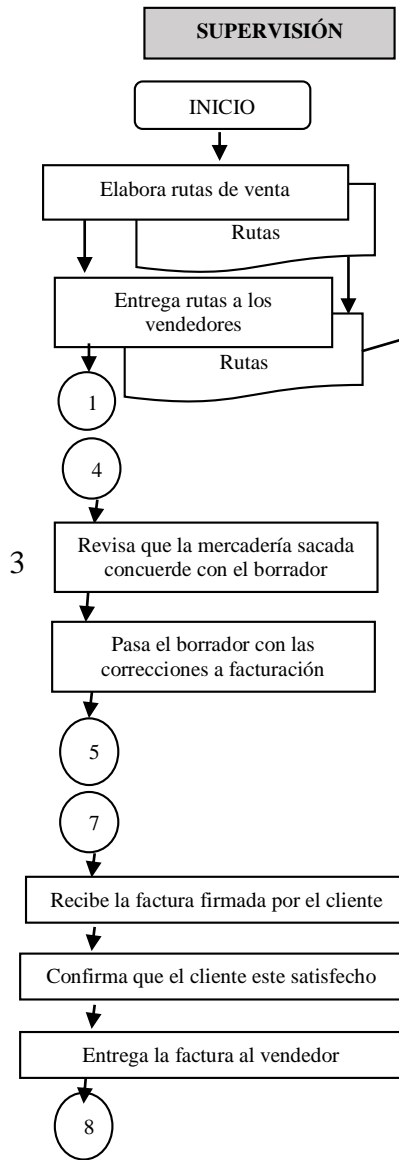 SUPERVISIÓN
INICIO
Elabora rutas de venta
Rutas
Entrega rutas a los
vendedores
Rutas
1
4
3
Revisa que la mercadería sacada
concuerde con el borrador
Pasa el borrador con las
correcciones a facturación
5
7
Recibe la factura firmada por el cliente
Confirma que el cliente este satisfecho
Entrega la factura al vendedor
8